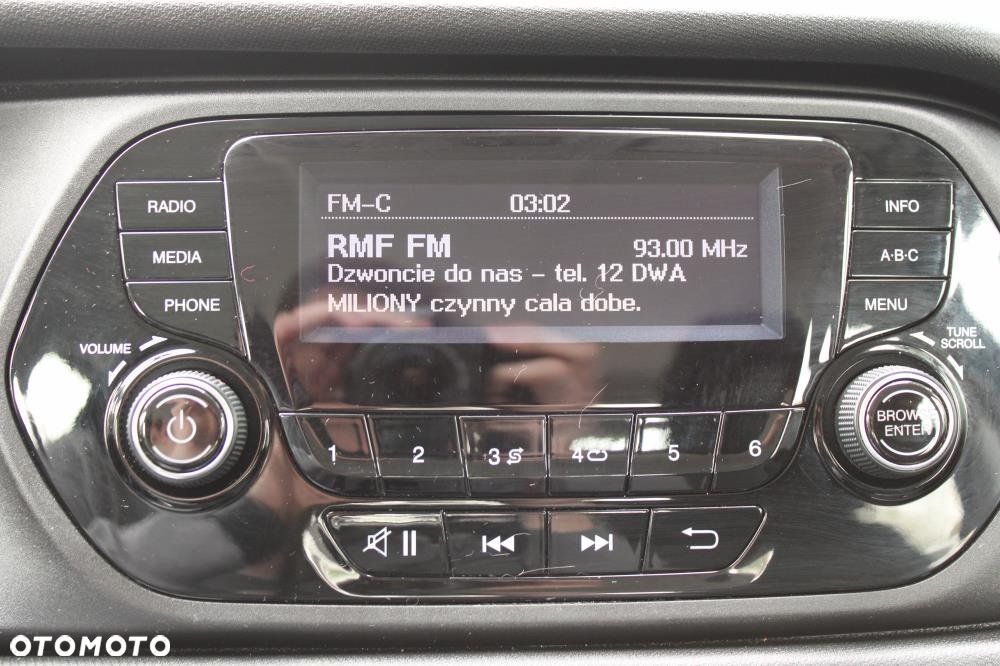 RADIO
MEDIA
PHONE
VOLUME
FM-C 03:02
RMF FM 93.00 MHz
Dzwoncie do nas - tel. 12 DWA
MILIONY czynny cala dobe.
INFO
A·B·C
MENU
TUNE
SCROLL
BROWSE
ENTER
1 2 3 4 5 6
OTOMOTO